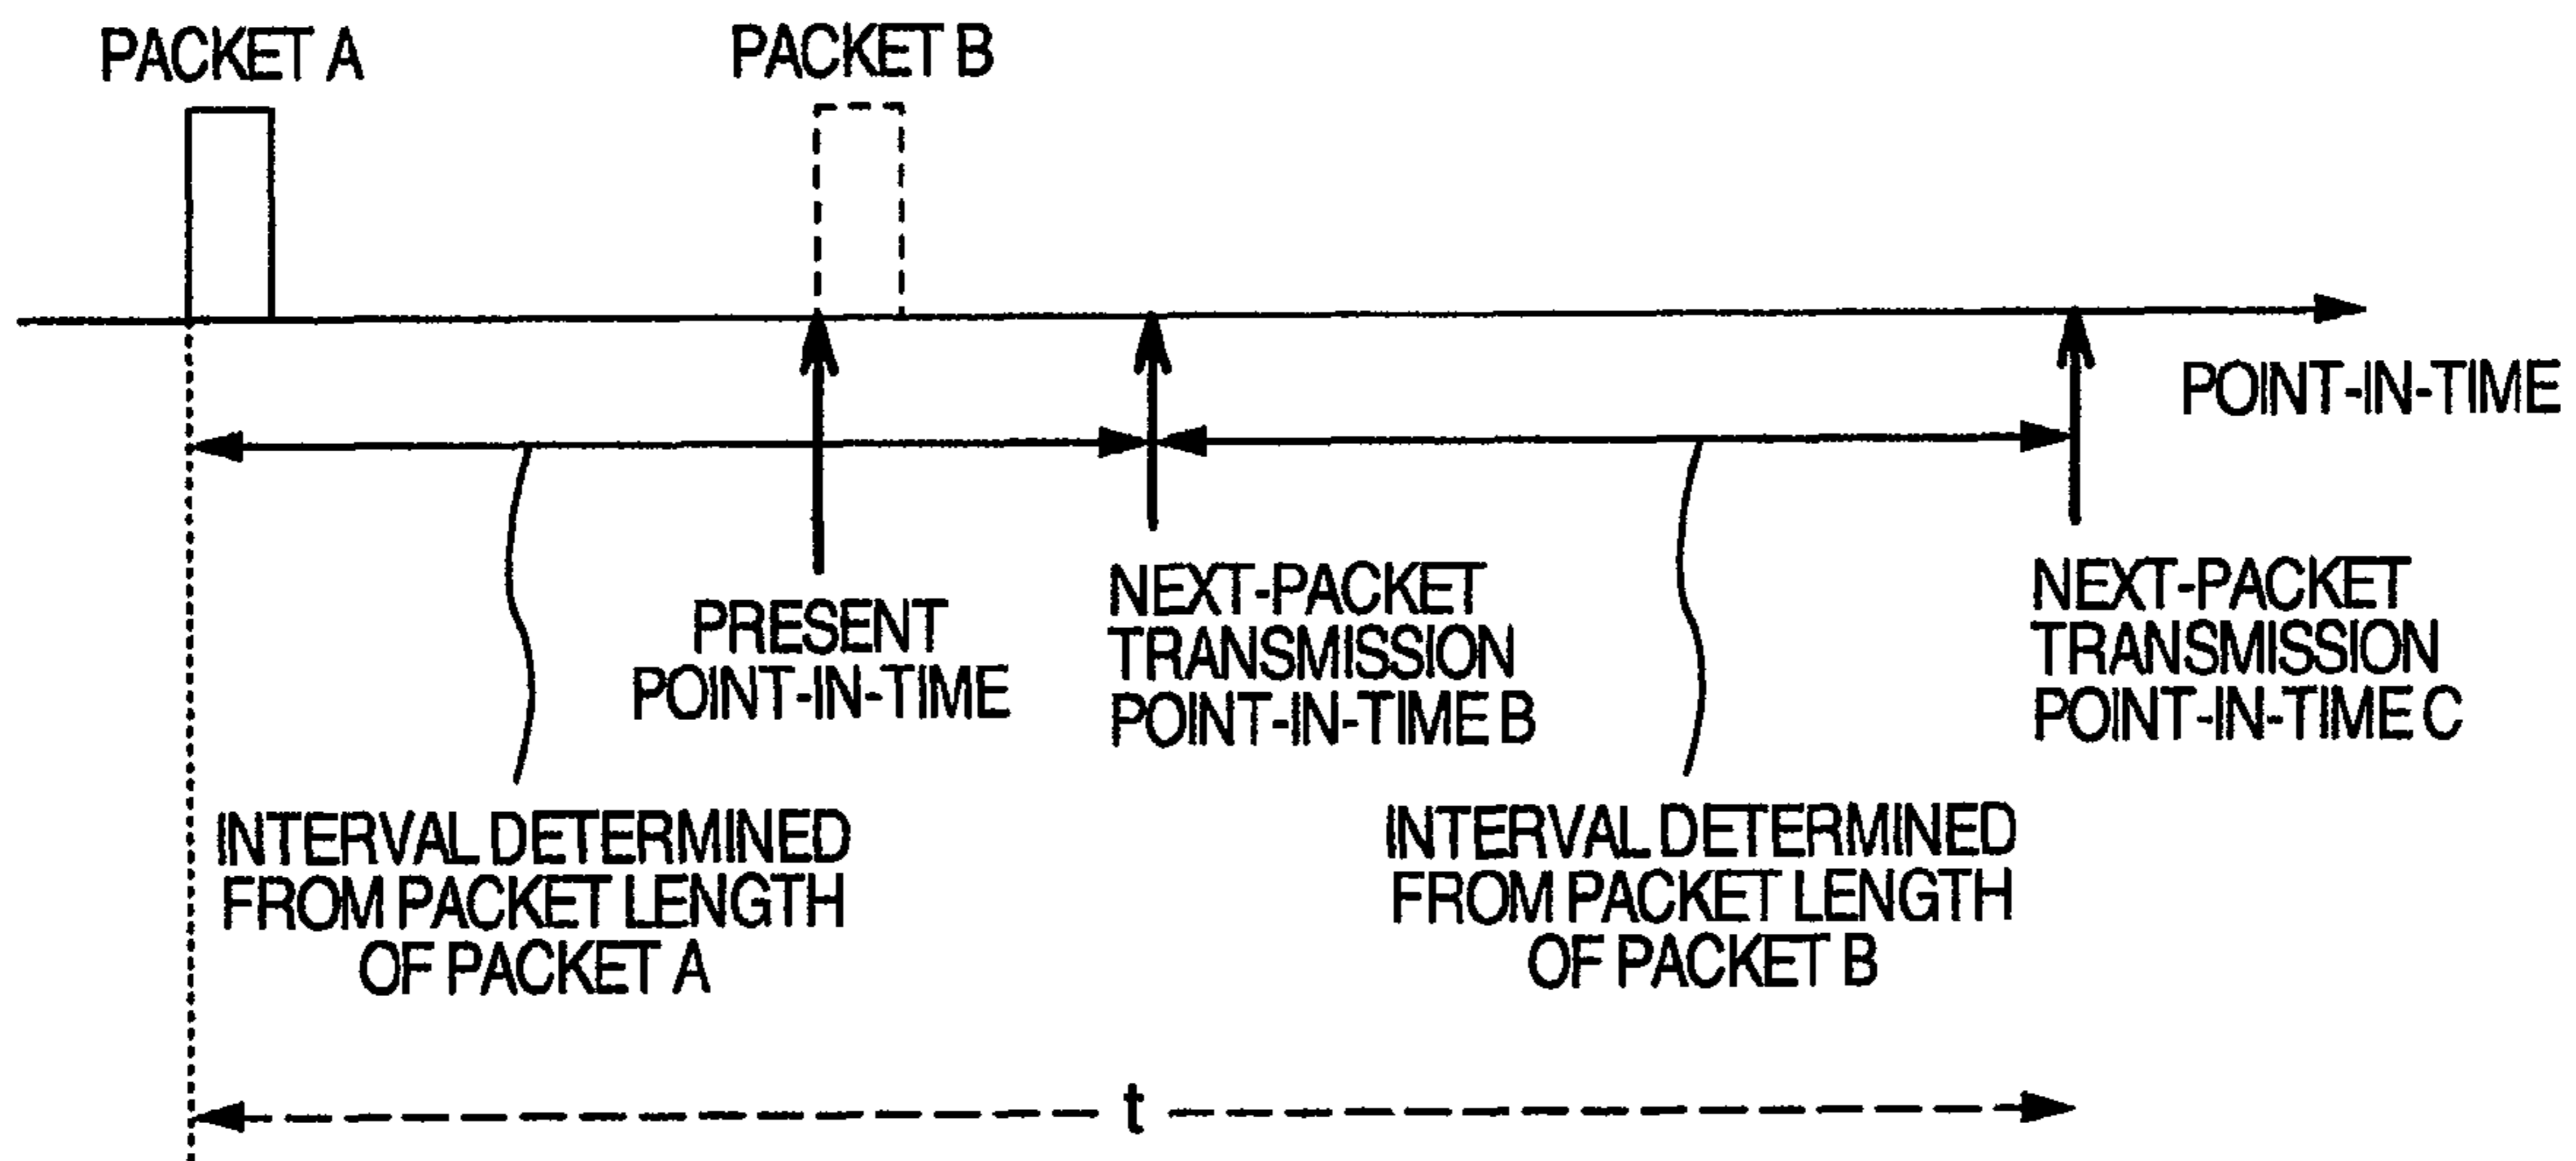 PACKET A
PACKET B
POINT-IN-TIME
PRESENT
POINT-IN-TIME
NEXT-PACKET
TRANSMISSION
POINT-IN-TIME B
NEXT-PACKET
TRANSMISSION
POINT-IN-TIME C
INTERVAL DETERMINED
FROM PACKET LENGTH
OF PACKET A
INTERVAL DETERMINED
FROM PACKET LENGTH
OF PACKET B
t